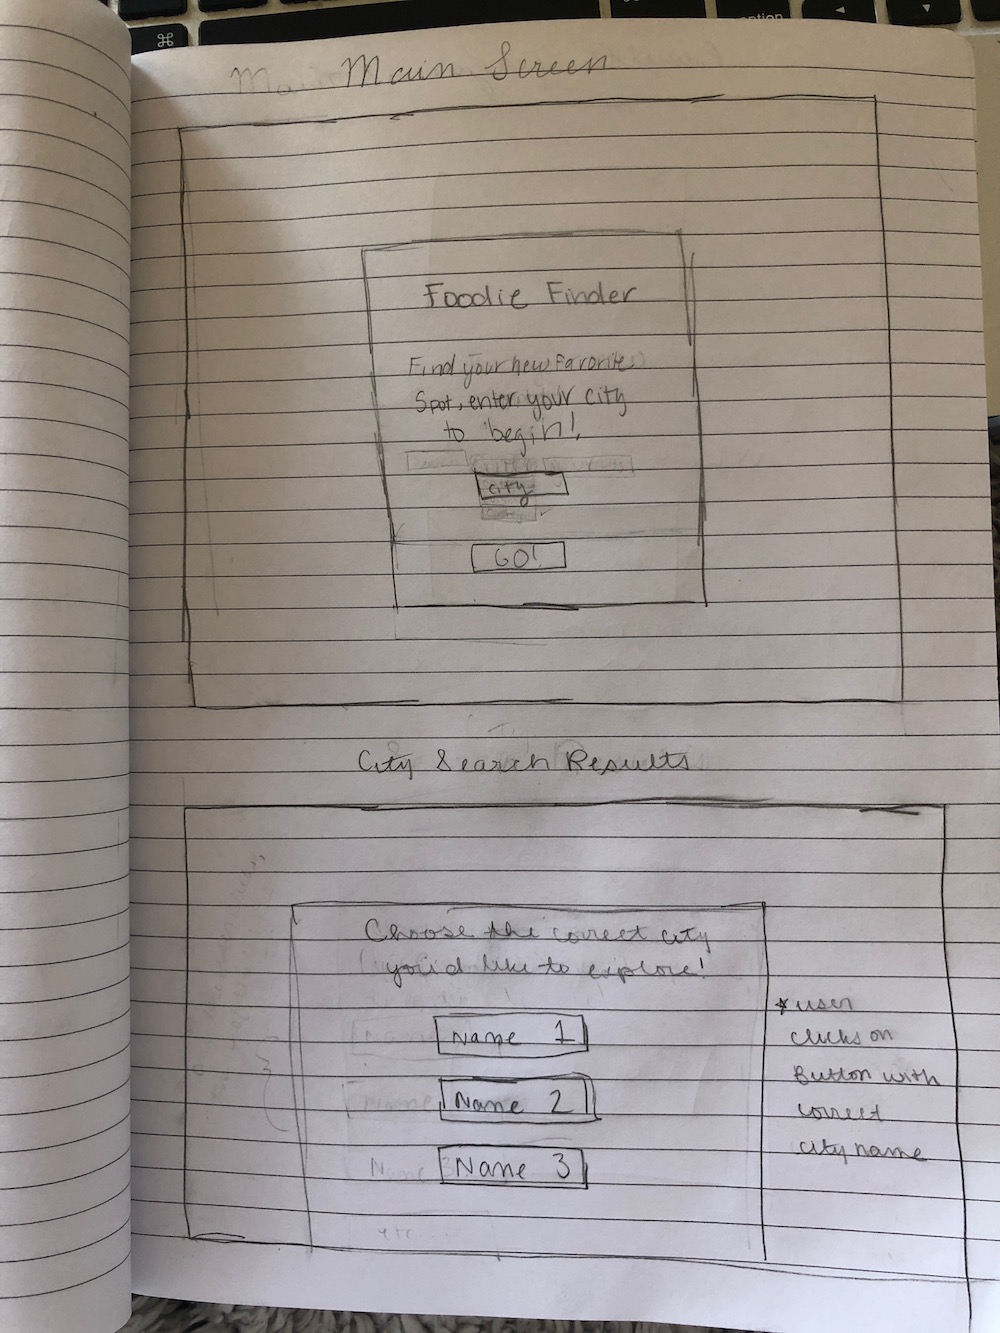 ⌘
option
Main Screen
Foodie Finder
Find your new Favorite
Spot, enter your city
to begin!
city
GO!
City Search Results
Choose the correct city
you'd like to explore!
Name 1
Name 2
Name 3
* user
clicks on
Button with
correct
city name